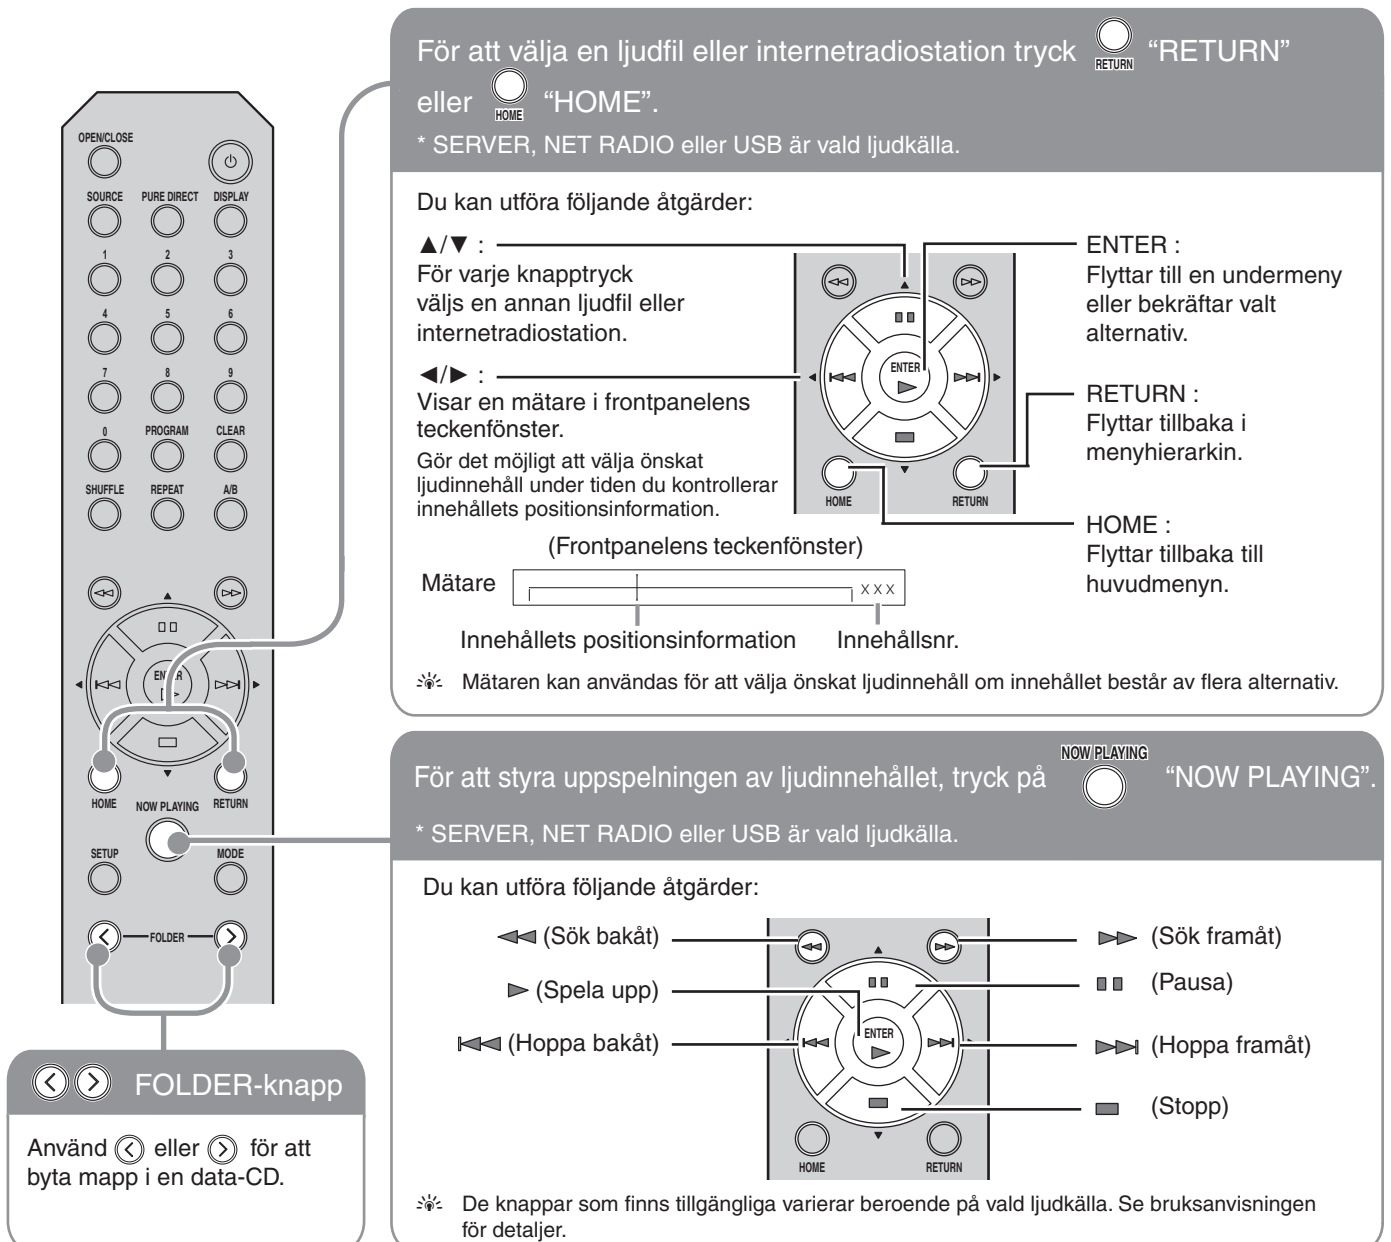 För att välja en ljudfil eller internetradiostation tryck RETURN “RETURN”
eller HOME “HOME”.
* SERVER, NET RADIO eller USB är vald ljudkälla.
Du kan utföra följande åtgärder:
▲/▼ :
För varje knapptryck
väljs en annan ljudfil eller
internetradiostation.
◄/► :
Visar en mätare i frontpanelens
teckenfönster.
Gör det möjligt att välja önskat
ljudinnehåll under tiden du kontrollerar
innehållets positionsinformation.
ENTER
HOME
RETURN
ENTER :
Flyttar till en undermeny
eller bekräftar valt
alternativ.
RETURN :
Flyttar tillbaka i
menyhierarkin.
HOME :
Flyttar tillbaka till
huvudmenyn.
(Frontpanelens teckenfönster)
Mätare
XXX
Innehållets positionsinformation
Innehållsnr.
Mätaren kan användas för att välja önskat ljudinnehåll om innehållet består av flera alternativ.
OPEN/CLOSE
SOURCE PURE DIRECT DISPLAY
1 2 3
4 5 6
7 8 9
0 PROGRAM CLEAR
SHUFFLE REPEAT A/B
ENTER
HOME NOW PLAYING RETURN
SETUP MODE
FOLDER
FOLDER-knapp
Använd eller för att
byta mapp i en data-CD.
NOW PLAYING
För att styra uppspelningen av ljudinnehållet, tryck på “NOW PLAYING”.
* SERVER, NET RADIO eller USB är vald ljudkälla.
Du kan utföra följande åtgärder:
(Sök bakåt)
(Spela upp)
(Hoppa bakåt)
ENTER
HOME
RETURN
(Sök framåt)
(Pausa)
(Hoppa framåt)
(Stopp)
De knappar som finns tillgängliga varierar beroende på vald ljudkälla. Se bruksanvisningen
för detaljer.